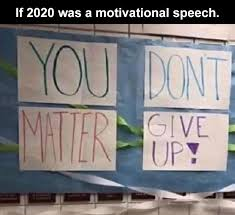 If 2020 was a motivational speech.
YOU DONT
MATTER GIVE
UP!